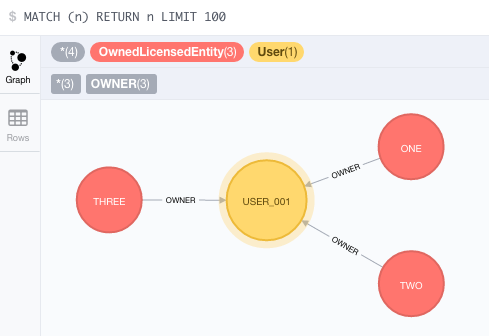 $ MATCH (n) RETURN n LIMIT 100
Graph
Rows
*(4) OwnedLicensedEntity(3) User(1)
*(3) OWNER(3)
ONE
OWNER
THREE
OWNER
USER_001
OWNER
TWO